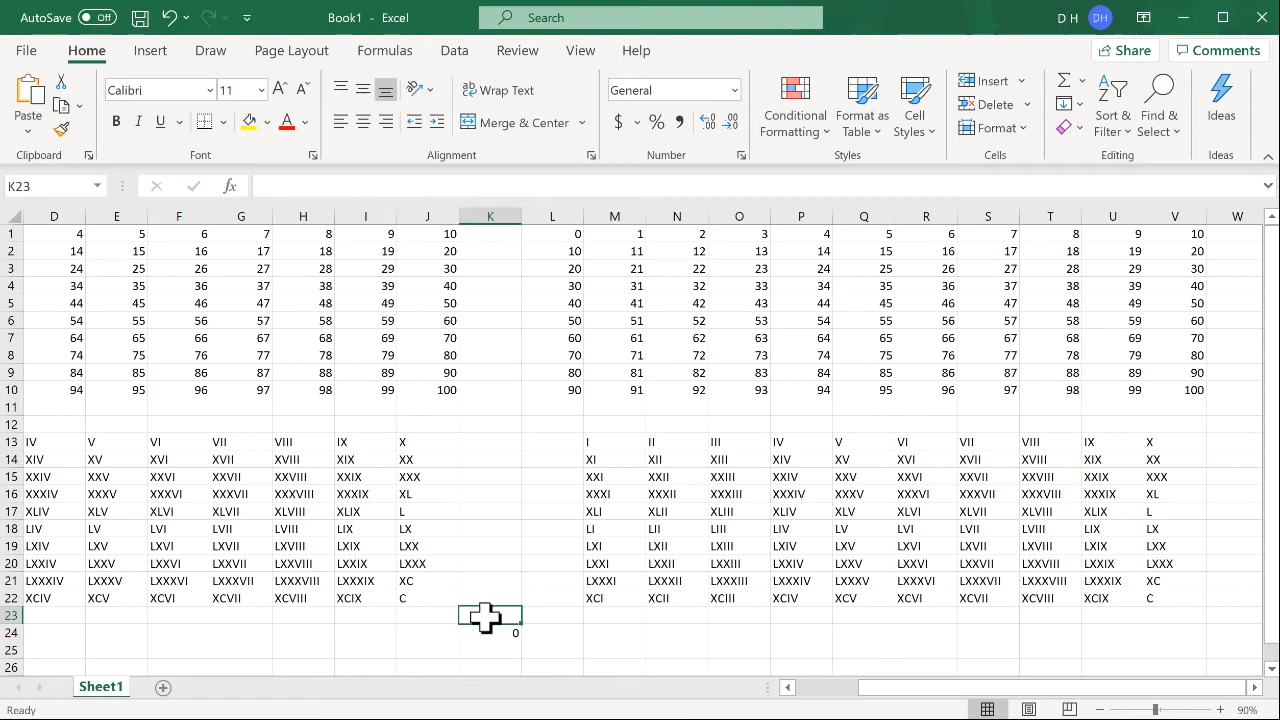 AutoSave Off Book1 - Excel Search D H DH
File Home Insert Draw Page Layout Formulas Data Review View Help Share Comments
Paste Calibri 11 B I U Wrap Text Merge & Center General $ % Conditional Formatting Format as Table Cell Styles Insert Delete Format Sort & Filter Find & Select Ideas
Clipboard Font Alignment Number Styles Cells Editing Ideas
K23 fx
D E F G H I J K L M N O P Q R S T U V W
1 4 5 6 7 8 9 10 0 1 2 3 4 5 6 7 8 9 10
2 14 15 16 17 18 19 20 10 11 12 13 14 15 16 17 18 19 20
3 24 25 26 27 28 29 30 20 21 22 23 24 25 26 27 28 29 30
4 34 35 36 37 38 39 40 30 31 32 33 34 35 36 37 38 39 40
5 44 45 46 47 48 49 50 40 41 42 43 44 45 46 47 48 49 50
6 54 55 56 57 58 59 60 50 51 52 53 54 55 56 57 58 59 60
7 64 65 66 67 68 69 70 60 61 62 63 64 65 66 67 68 69 70
8 74 75 76 77 78 79 80 70 71 72 73 74 75 76 77 78 79 80
9 84 85 86 87 88 89 90 80 81 82 83 84 85 86 87 88 89 90
10 94 95 96 97 98 99 100 90 91 92 93 94 95 96 97 98 99 100
11
12
13 IV V VI VII VIII IX X I II III IV V VI VII VIII IX X
14 XIV XV XVI XVII XVIII XIX XX XI XII XIII XIV XV XVI XVII XVIII XIX XX
15 XXIV XXV XXVI XXVII XXVIII XXIX XXX XXI XXII XXIII XXIV XXV XXVI XXVII XXVIII XXIX XXX
16 XXXIV XXXV XXXVI XXXVII XXXVIII XXXIX XL XXXI XXXII XXXIII XXXIV XXXV XXXVI XXXVII XXXVIII XXXIX XL
17 XLIV XLV XLVI XLVII XLVIII XLIX L XLI XLII XLIII XLIV XLV XLVI XLVII XLVIII XLIX L
18 LIV LV LVI LVII LVIII LIX LX LI LII LIII LIV LV LVI LVII LVIII LIX LX
19 LXIV LXV LXVI LXVII LXVIII LXIX LXX LXI LXII LXIII LXIV LXV LXVI LXVII LXVIII LXIX LXX
20 LXXIV LXXV LXXVI LXXVII LXXVIII LXXIX LXXX LXXI LXXII LXXIII LXXIV LXXV LXXVI LXXVII LXXVIII LXXIX LXXX
21 LXXXIV LXXXV LXXXVI LXXXVII LXXXVIII LXXXIX XC LXXXI LXXXII LXXXIII LXXXIV LXXXV LXXXVI LXXXVII LXXXVIII LXXXIX XC
22 XCIV XCV XCVI XCVII XCVIII XCIX C XCI XCII XCIII XCIV XCV XCVI XCVII XCVIII XCIX C
23
24 0
25
26
Sheet1
Ready 90%